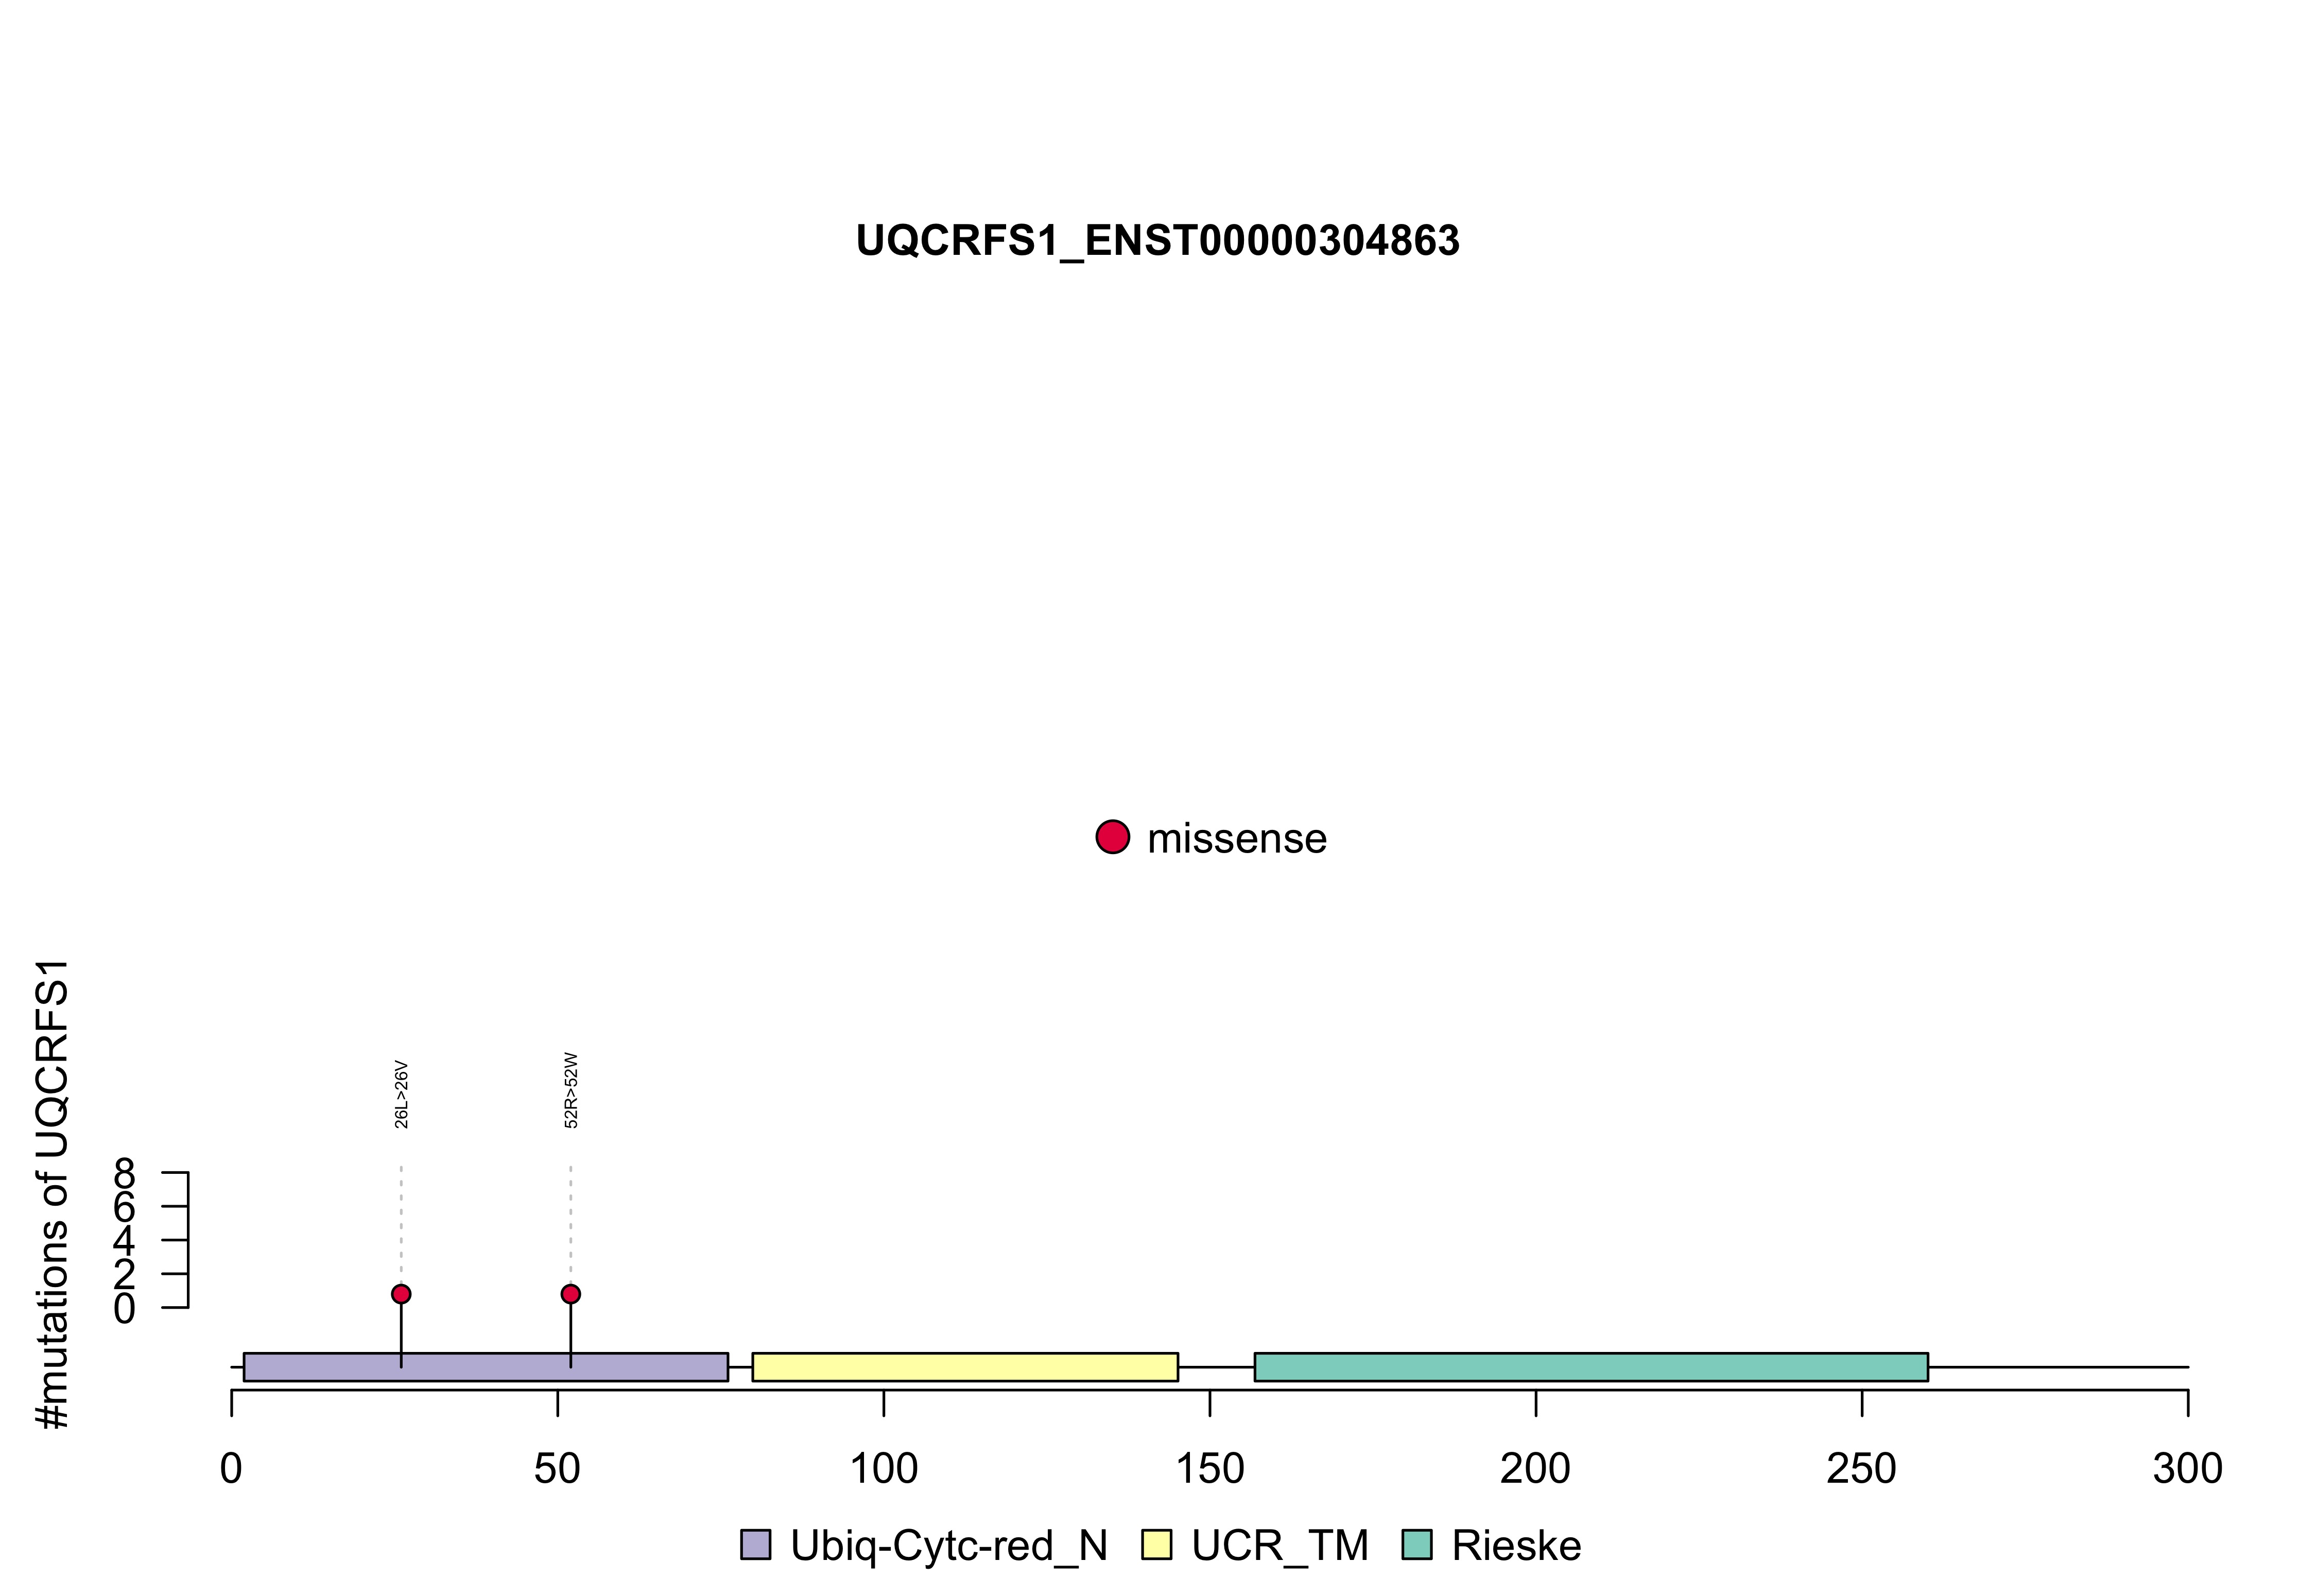 UQCRFS1_ENST00000304863
missense
#mutations of UQCRFS1
26L>26V
52R>52W
8
6
4
2
0
0 50 100 150 200 250 300
Ubiq-Cytc-red_N UCR_TM Rieske